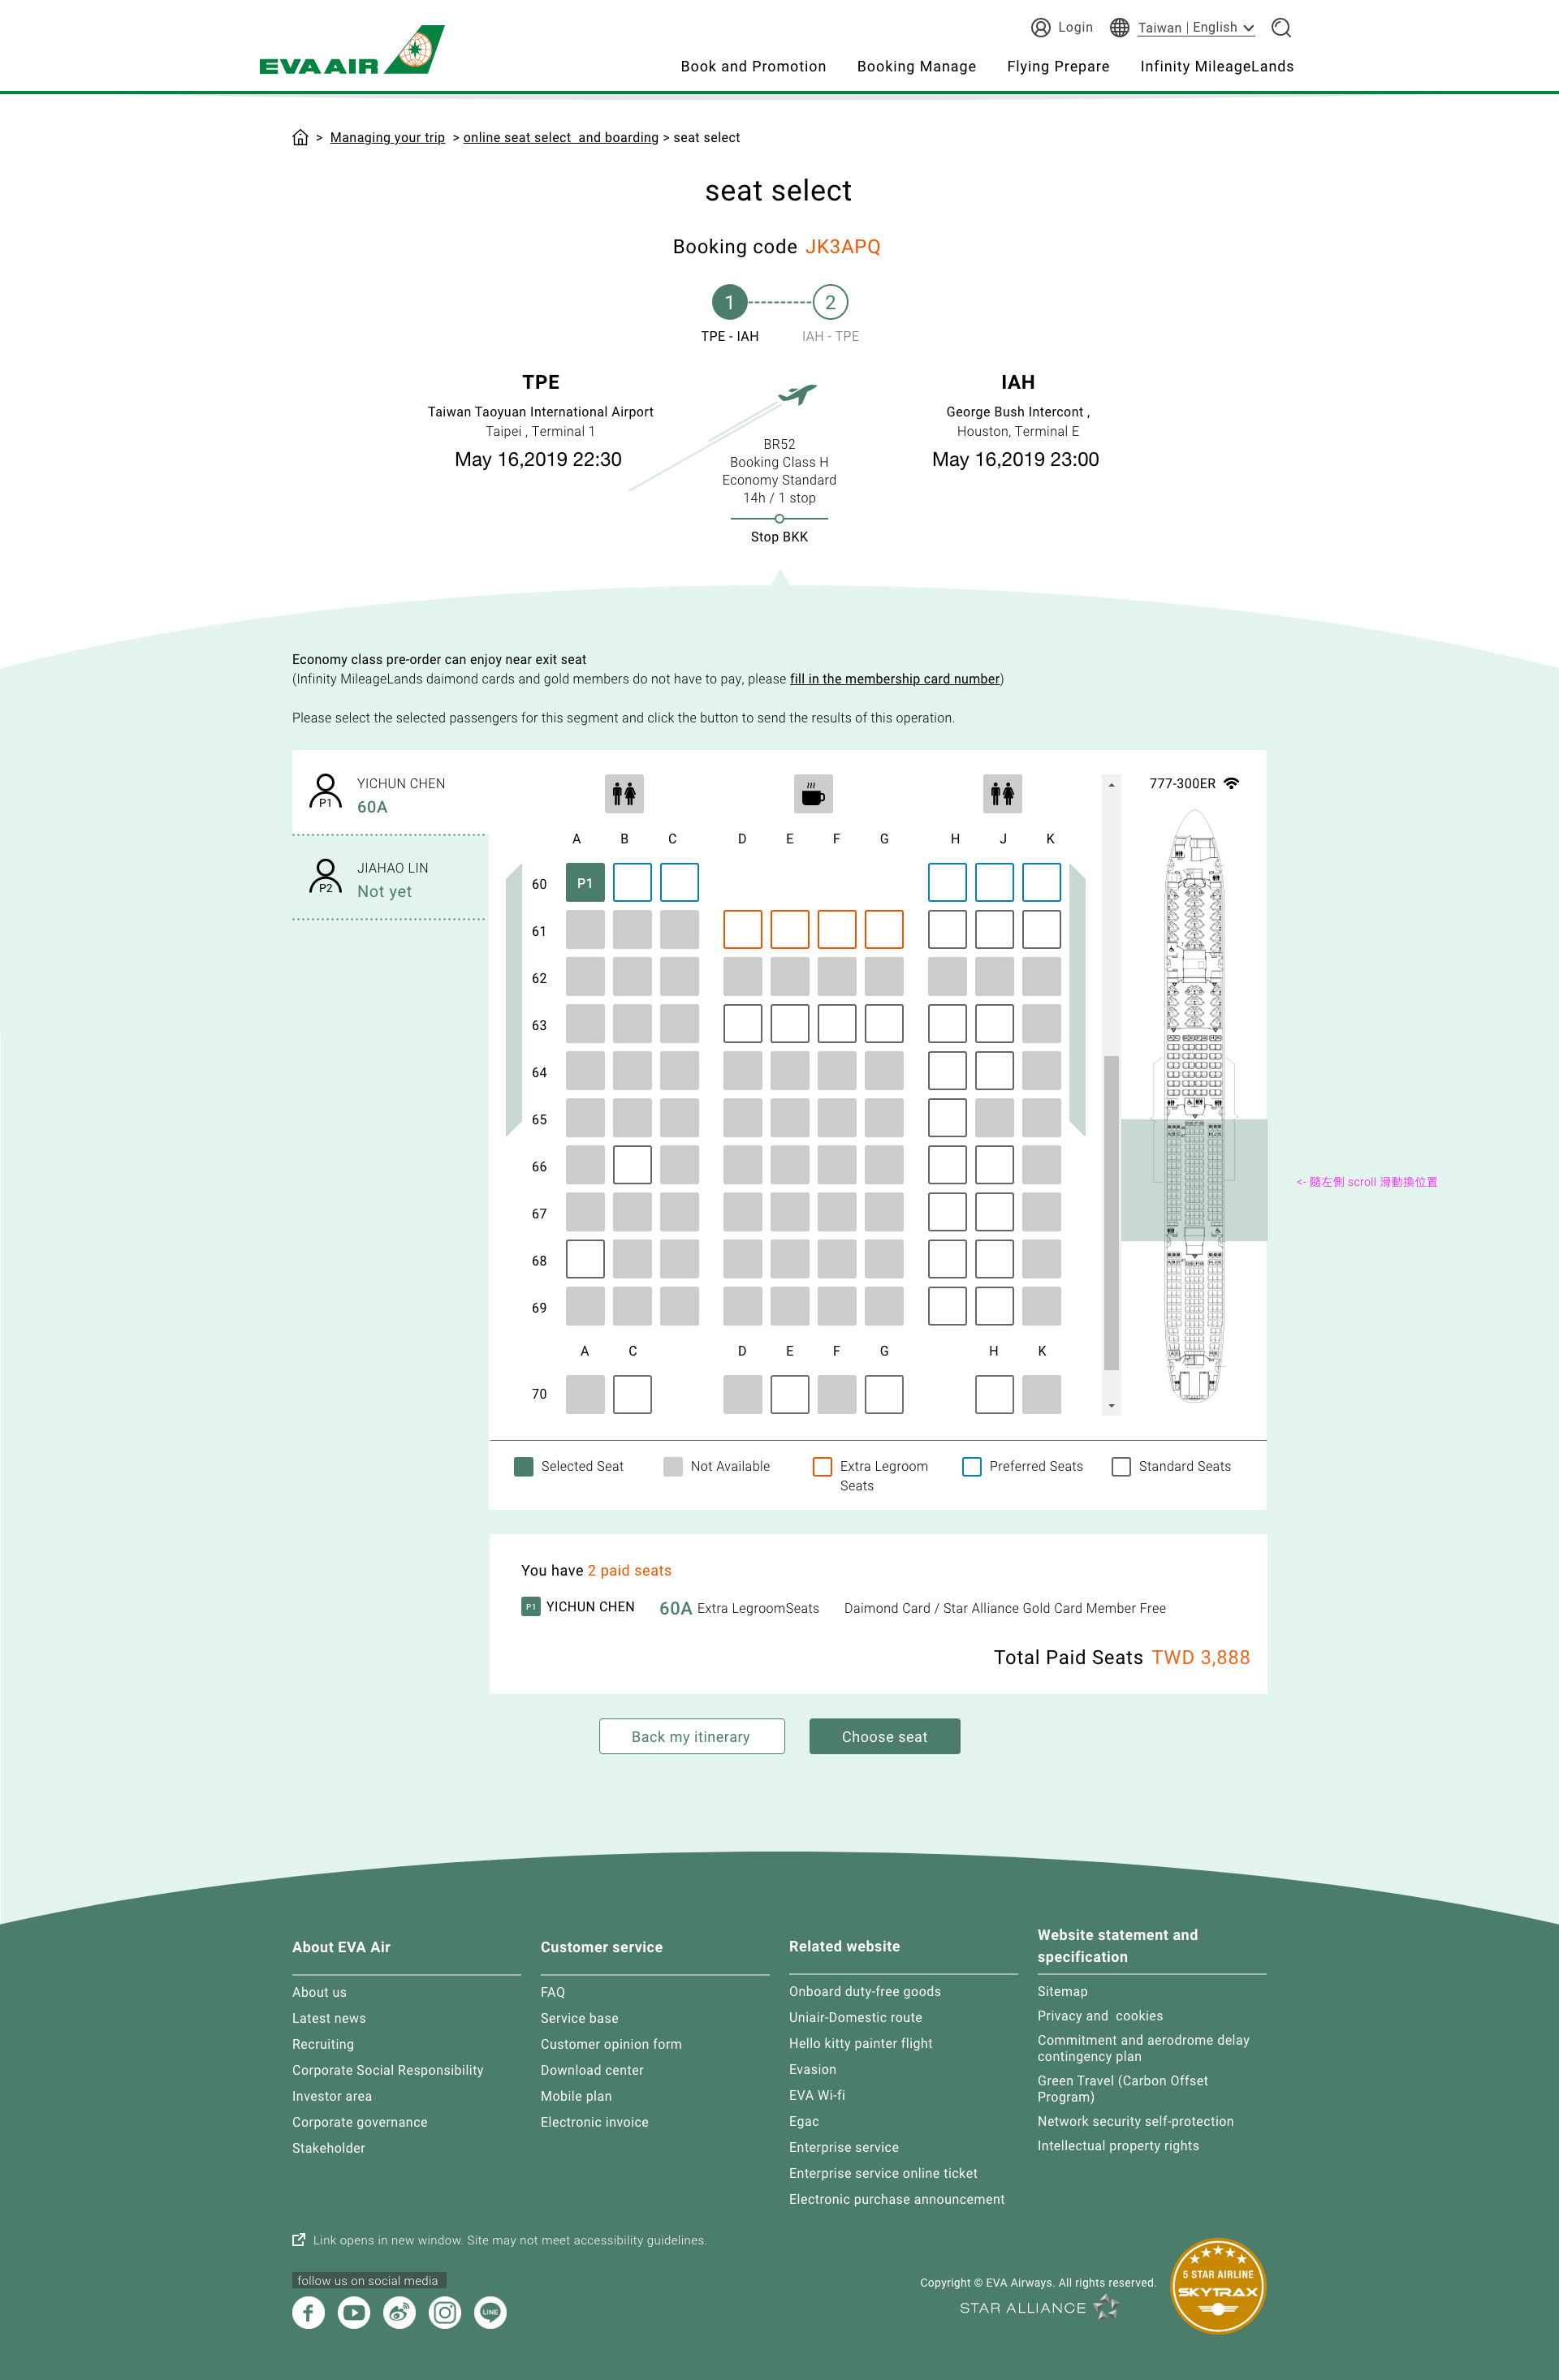 EVA AIR
Login
Taiwan | English
Book and Promotion
Booking Manage
Flying Prepare
Infinity MileageLands
> Managing your trip > online seat select  and boarding > seat select
seat select
Booking code JK3APQ
1
2
TPE - IAH
IAH - TPE
TPE
Taiwan Taoyuan International Airport
Taipei , Terminal 1
May 16,2019 22:30
BR52
Booking Class H
Economy Standard
14h / 1 stop
Stop BKK
IAH
George Bush Intercont ,
Houston, Terminal E
May 16,2019 23:00
Economy class pre-order can enjoy near exit seat
(Infinity MileageLands daimond cards and gold members do not have to pay, please fill in the membership card number)
Please select the selected passengers for this segment and click the button to send the results of this operation.
P1
YICHUN CHEN
60A
P2
JIAHAO LIN
Not yet
777-300ER
A B C D E F G H J K
60 P1
61
62
63
64
65
66
67
68
69
A C D E F G H K
70
<- 隨左側 scroll 滑動換位置
Selected Seat
Not Available
Extra Legroom
Seats
Preferred Seats
Standard Seats
You have 2 paid seats
P1 YICHUN CHEN 60A Extra LegroomSeats Daimond Card / Star Alliance Gold Card Member Free
Total Paid Seats TWD 3,888
Back my itinerary
Choose seat
About EVA Air
About us
Latest news
Recruiting
Corporate Social Responsibility
Investor area
Corporate governance
Stakeholder
Customer service
FAQ
Service base
Customer opinion form
Download center
Mobile plan
Electronic invoice
Related website
Onboard duty-free goods
Uniair-Domestic route
Hello kitty painter flight
Evasion
EVA Wi-fi
Egac
Enterprise service
Enterprise service online ticket
Electronic purchase announcement
Website statement and
specification
Sitemap
Privacy and  cookies
Commitment and aerodrome delay
contingency plan
Green Travel (Carbon Offset
Program)
Network security self-protection
Intellectual property rights
Link opens in new window. Site may not meet accessibility guidelines.
follow us on social media
LINE
Copyright © EVA Airways. All rights reserved.
STAR ALLIANCE
5 STAR AIRLINE
SKYTRAX